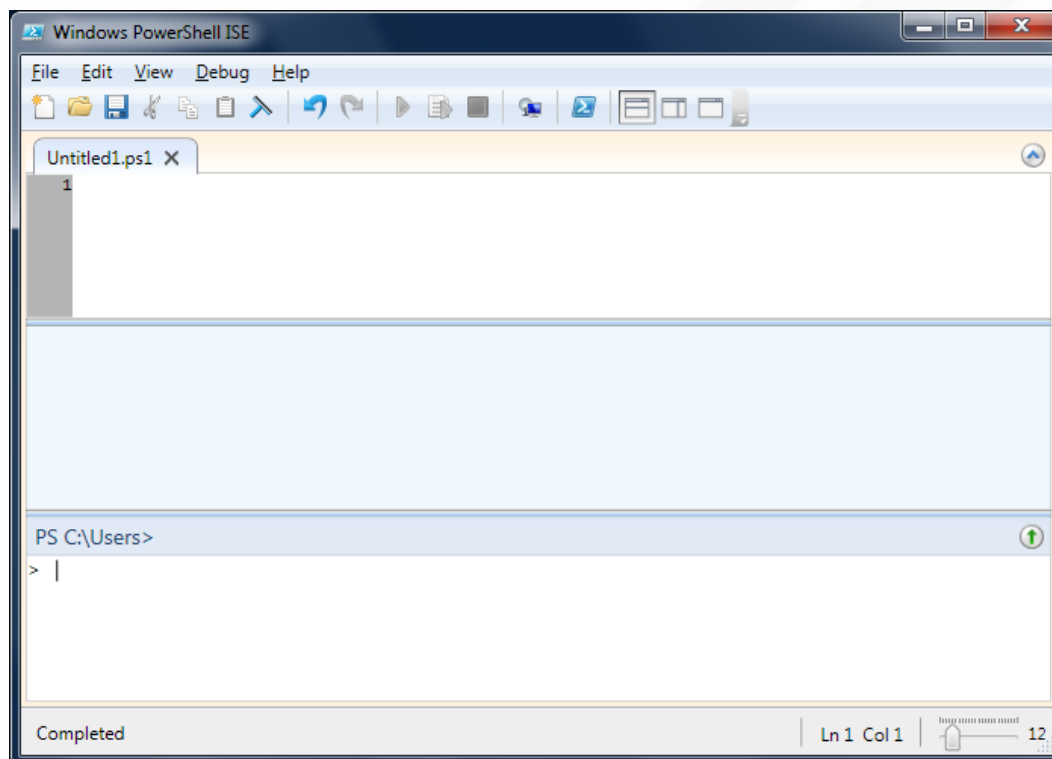 Windows PowerShell ISE
File Edit View Debug Help
Untitled1.ps1
1
PS C:\Users>
>
Completed Ln 1 Col 1 12